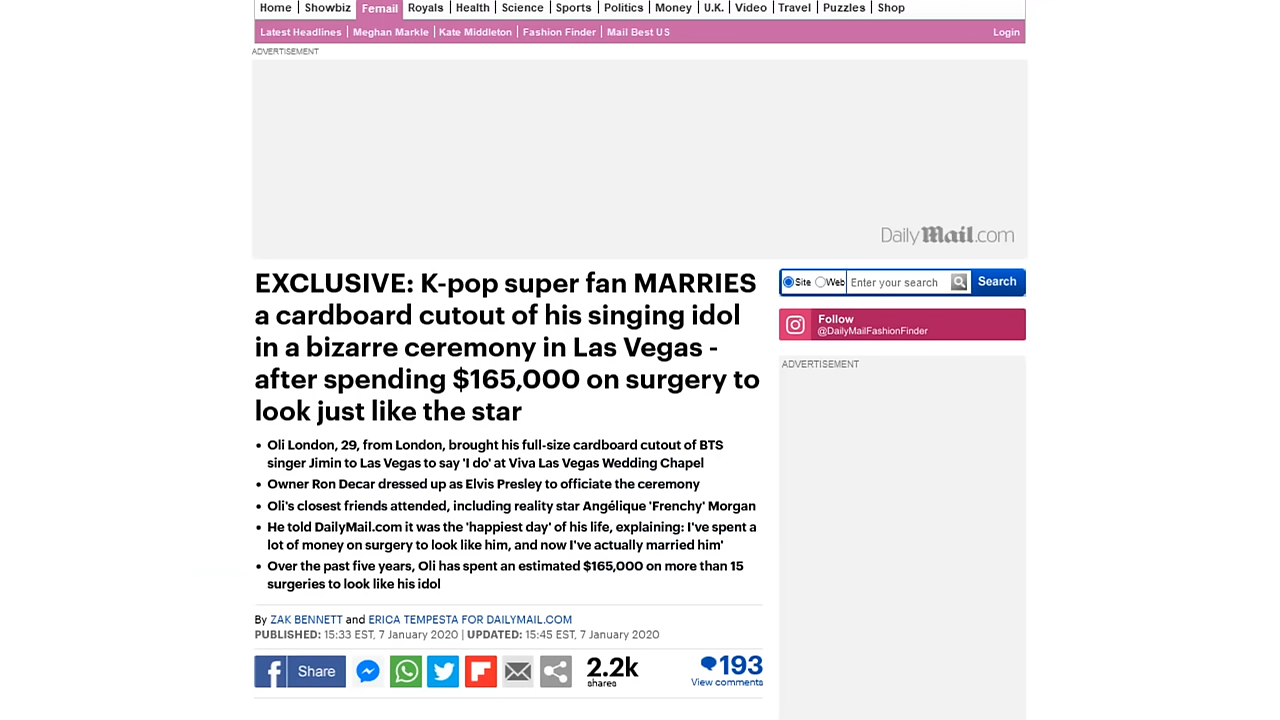 Home Showbiz Femail Royals Health Science Sports Politics Money U.K. Video Travel Puzzles Shop
Latest Headlines Meghan Markle Kate Middleton Fashion Finder Mail Best US Login
ADVERTISEMENT
DailyMail.com
EXCLUSIVE: K-pop super fan MARRIES
a cardboard cutout of his singing idol
in a bizarre ceremony in Las Vegas -
after spending $165,000 on surgery to
look just like the star
• Oli London, 29, from London, brought his full-size cardboard cutout of BTS
singer Jimin to Las Vegas to say 'I do' at Viva Las Vegas Wedding Chapel
• Owner Ron Decar dressed up as Elvis Presley to officiate the ceremony
• Oli's closest friends attended, including reality star Angélique 'Frenchy' Morgan
• He told DailyMail.com it was the 'happiest day' of his life, explaining: I've spent a
lot of money on surgery to look like him, and now I've actually married him'
• Over the past five years, Oli has spent an estimated $165,000 on more than 15
surgeries to look like his idol
By ZAK BENNETT and ERICA TEMPESTA FOR DAILYMAIL.COM
PUBLISHED: 15:33 EST, 7 January 2020 | UPDATED: 15:45 EST, 7 January 2020
Share
2.2k
shares
193
View comments
Site Web Enter your search Search
Follow
@DailyMailFashionFinder
ADVERTISEMENT